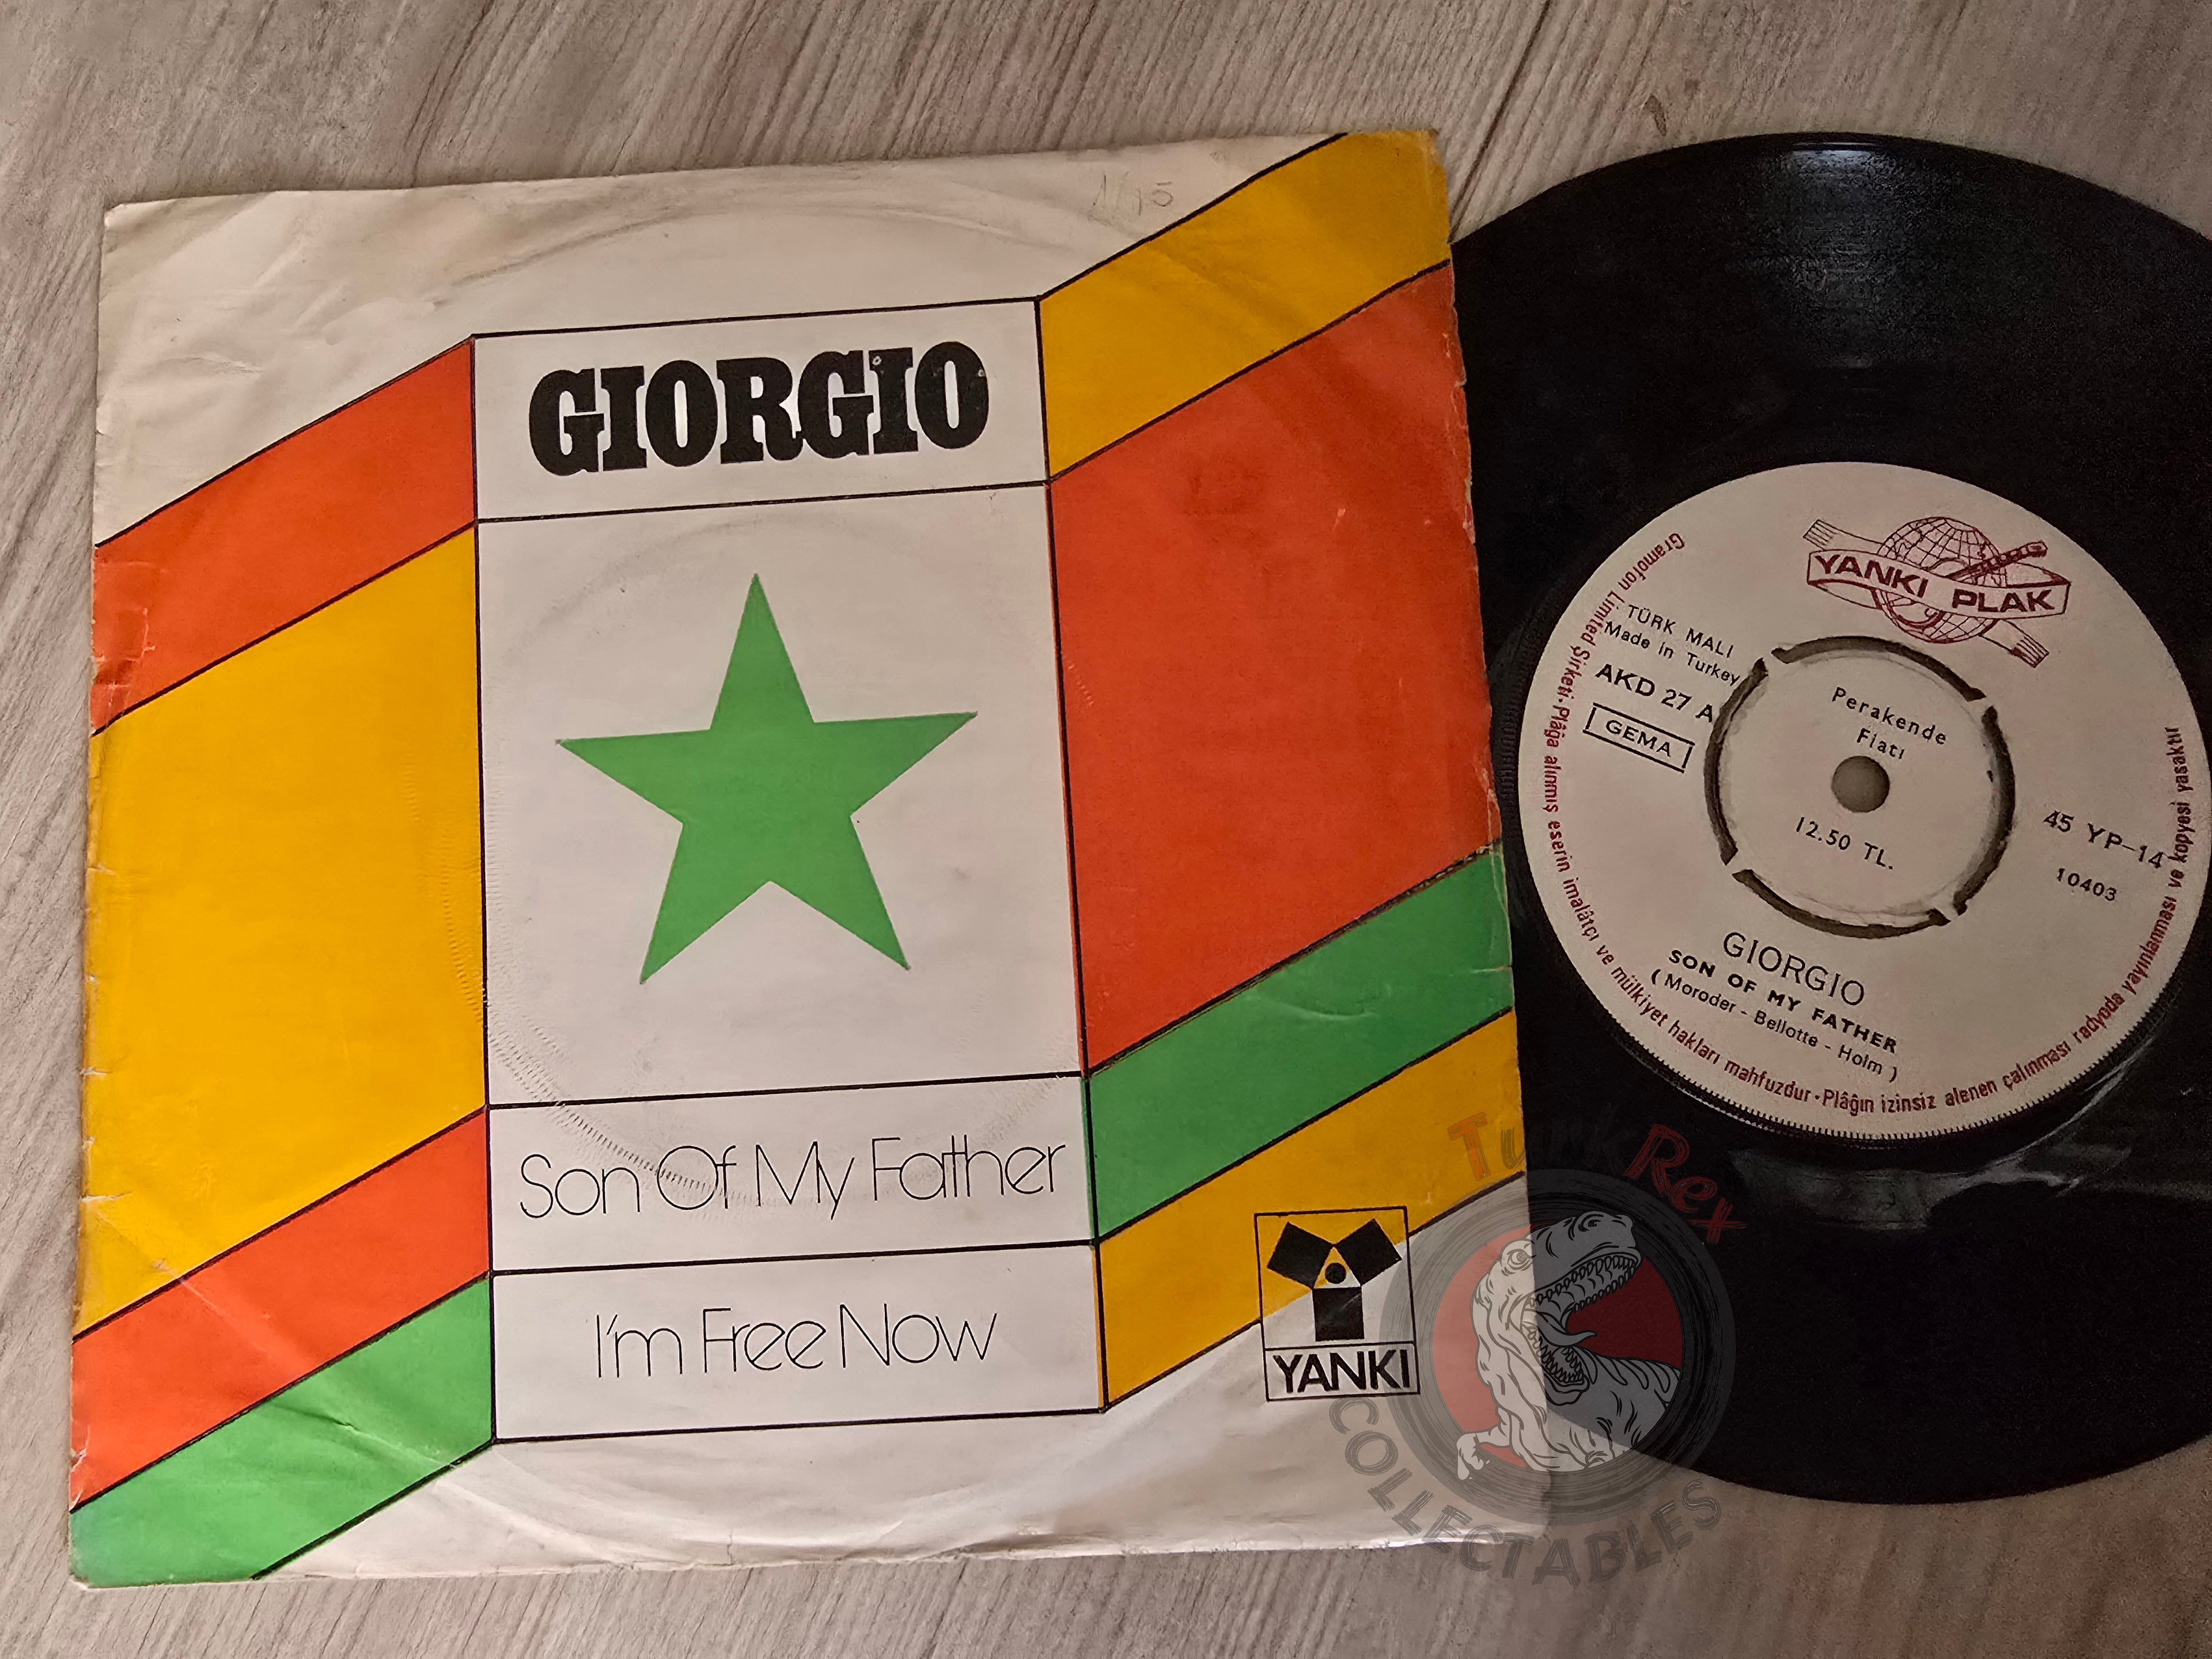 GIORGIO
Son Of My Father
I'm Free Now
YANKI
YANKI PLAK
TÜRK MALI
Made in Turkey
AKD 27 A
GEMA
Perakende
Fiatı
12.50 TL.
45 YP-14
10403
GIORGIO
SON OF MY FATHER
( Moroder - Bellotte - Holm )
Gramofon Limited Şirketi · Plâğa alınmış eserin imalâtçı ve mülkiyet hakları mahfuzdur · Plâğın izinsiz alenen çalınması radyoda yayınlanması ve kopyesi yasaktır
TurkRex
COLLECTABLES